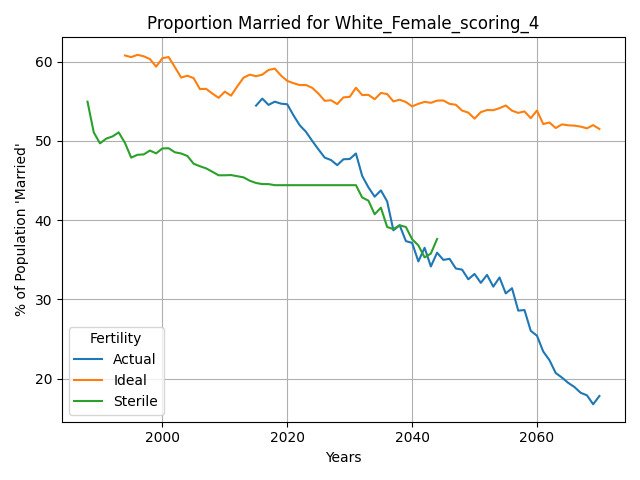 Proportion Married for White_Female_scoring_4
% of Population 'Married'
60
50
40
30
20
Fertility
Actual
Ideal
Sterile
2000
2020
2040
2060
Years